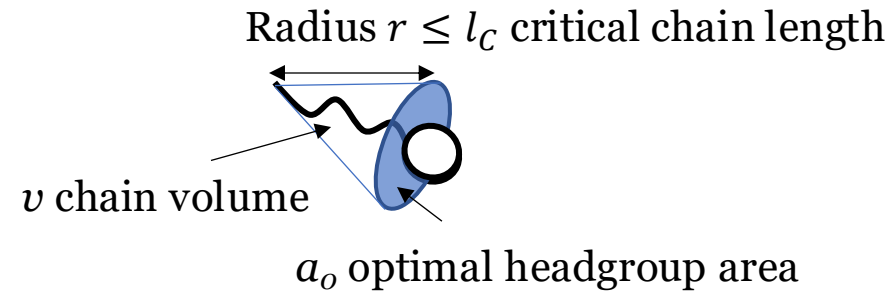 Radius r ≤ l_C critical chain length
v chain volume
a_o optimal headgroup area